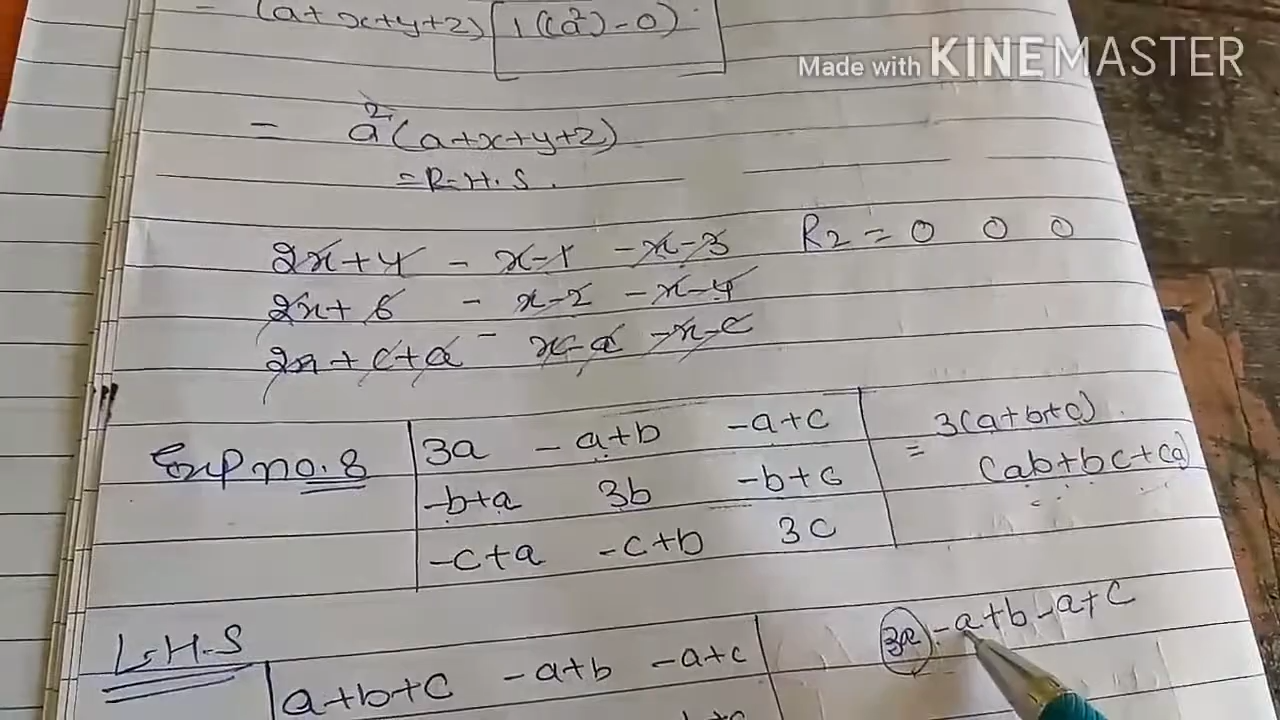 = (a+x+y+z) [1((a²)-0)]
Made with KINEMASTER
= a²(a+x+y+z)
=R.H.S.
2x+4 - x-1 -x-3 R2 = 0 0 0
2x+6 - x-2 -x-4
2x + c+a - x-a -x-c
Exp no.8
3a -a+b -a+c
-b+a 3b -b+c
-c+a -c+b 3c
= 3(a+b+c)
(ab+bc+ca)
L.H.S
a+b+c -a+b -a+c
3a -a+b-a+c